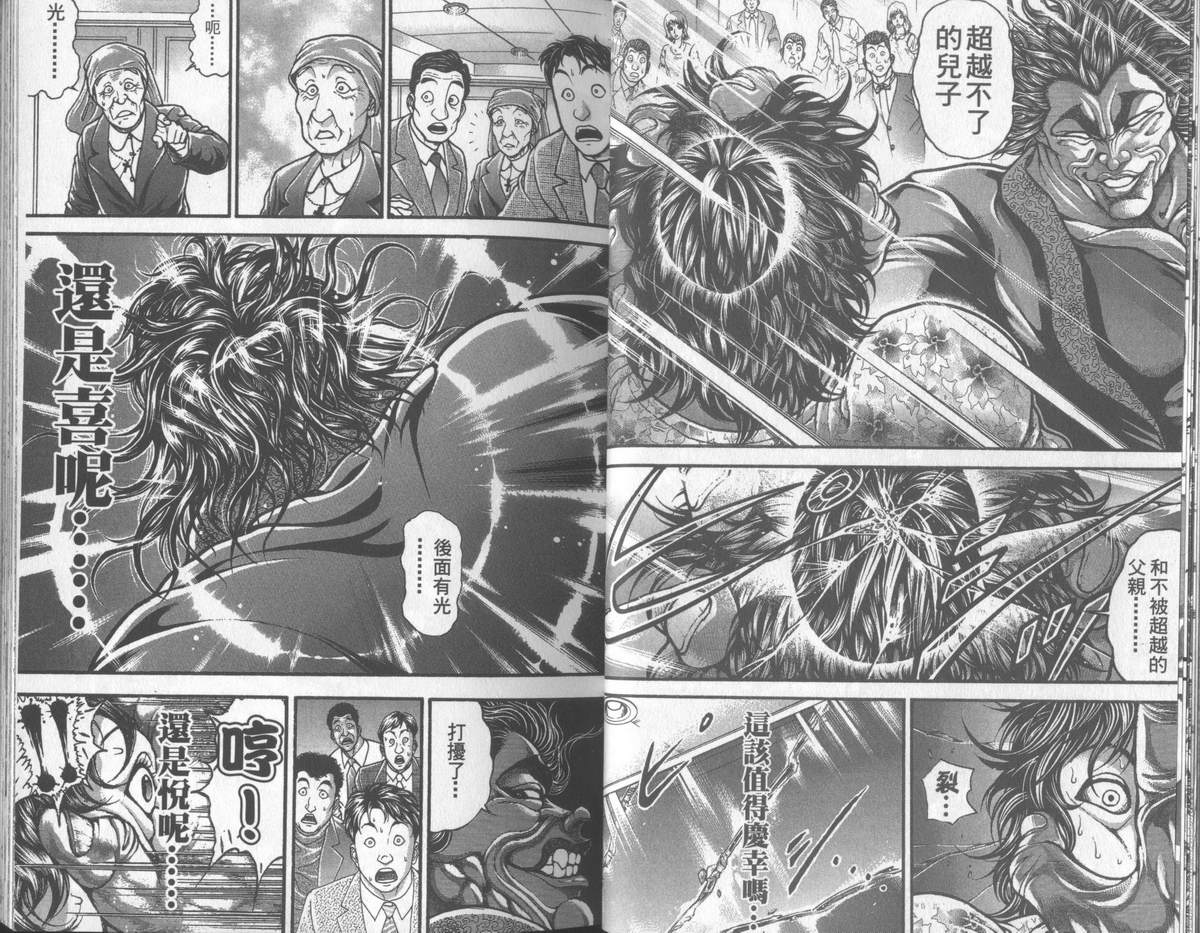 超越不了
的兒子
和不被超越的
父親………
裂…
這該值得慶幸嗎…
…呃…
光………
還是喜呢………
後面有光
………
打擾了…
哼！
還是悅呢……
!!